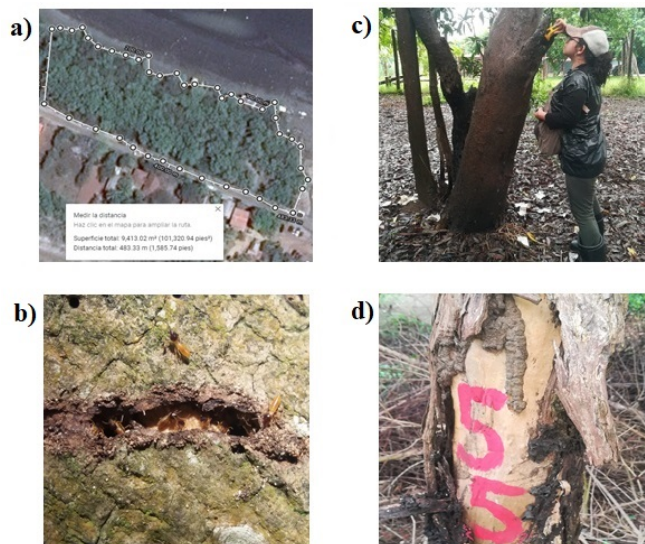 a)
Medir la distancia
Haz clic en el mapa para ampliar la ruta.
Superficie total: 9,413.02 m² (101,320.94 pies²)
Distancia total: 483.33 m (1,585.74 pies)
b)
c)
d)
5
5